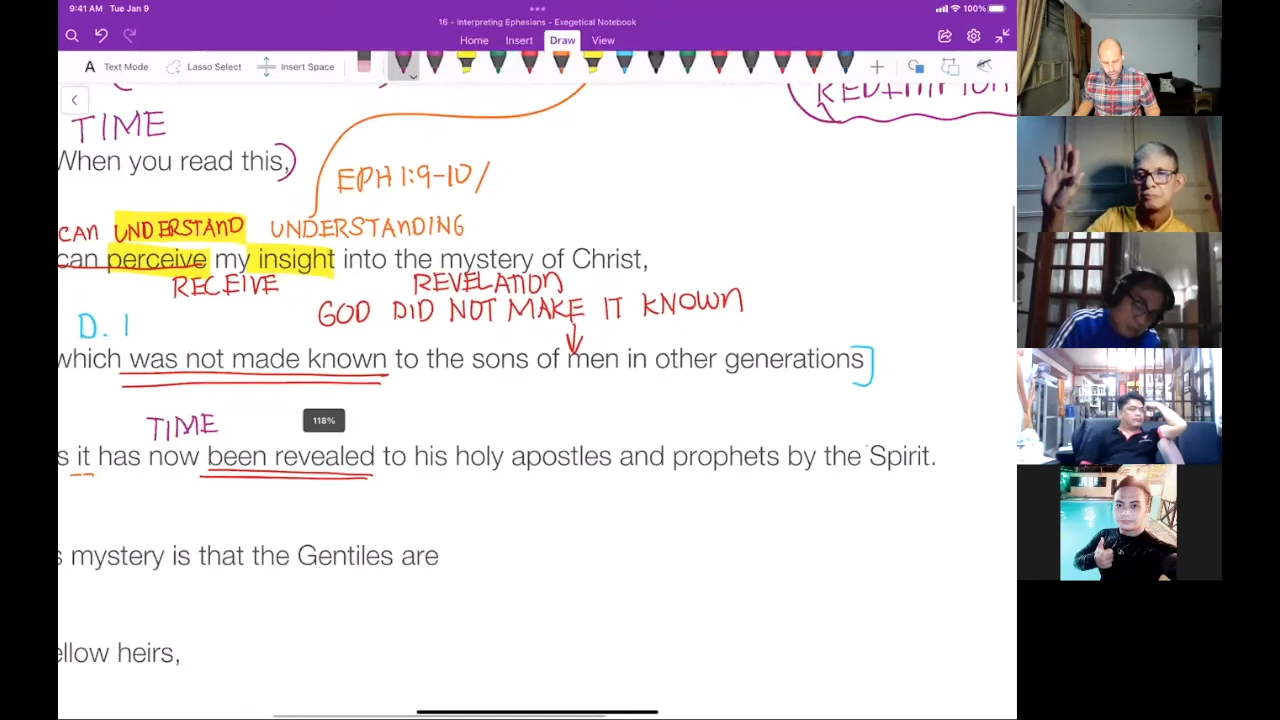 9:41 AM Tue Jan 9
100%
16 - Interpreting Ephesians - Exegetical Notebook
Home Insert Draw View
Text Mode Lasso Select Insert Space
REDEMPTION
TIME
When you read this,)
EPH 1:9-10/
CAN UNDERSTAND UNDERSTANDING
can perceive my insight into the mystery of Christ,
RECEIVE REVELATION
GOD DID NOT MAKE IT KNOWN
D. 1
which was not made known to the sons of men in other generations]
TIME
118%
s it has now been revealed to his holy apostles and prophets by the Spirit.
s mystery is that the Gentiles are
ellow heirs,